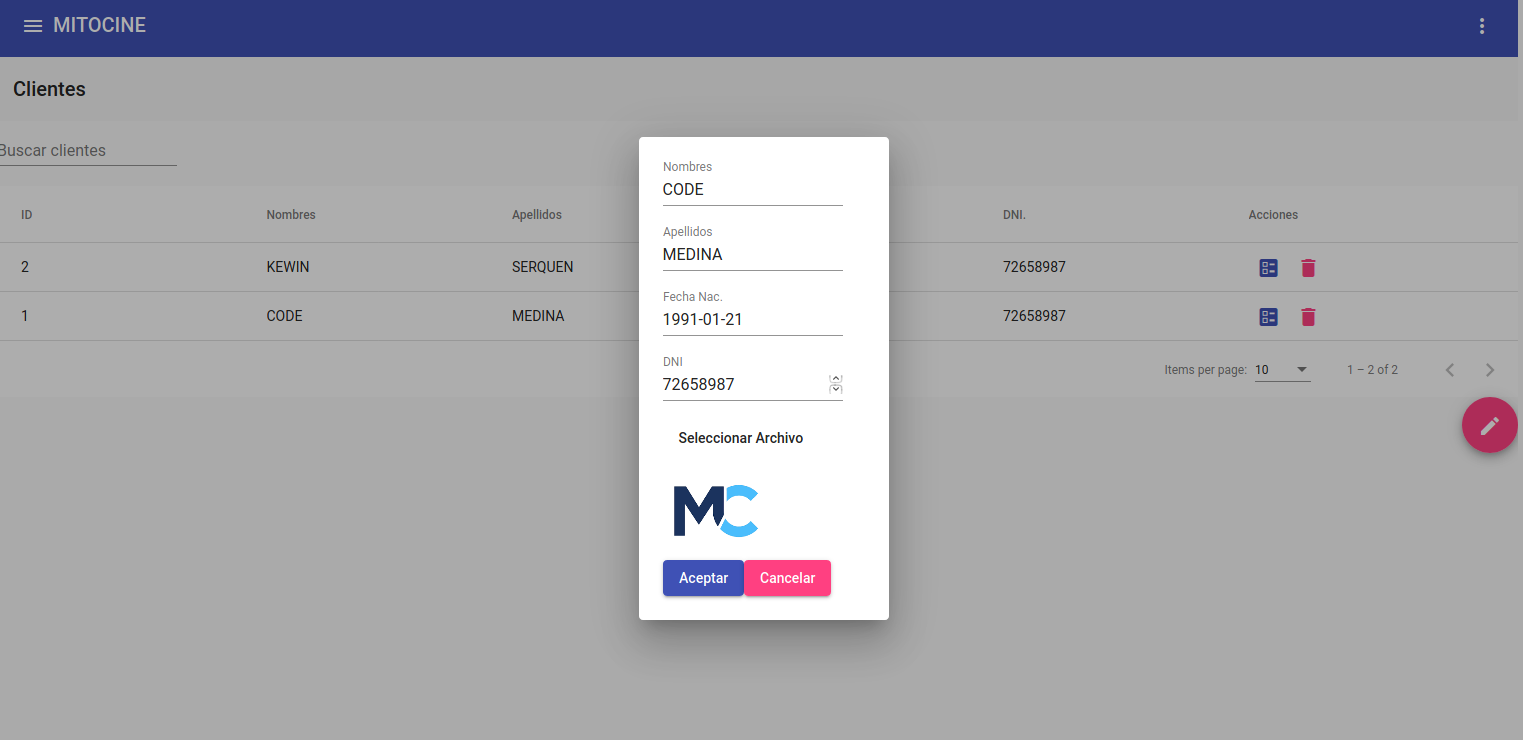 MITOCINE
Clientes
Buscar clientes
ID Nombres Apellidos DNI. Acciones
2 KEWIN SERQUEN 72658987
1 CODE MEDINA 72658987
Items per page: 10 1 – 2 of 2
Nombres
CODE
Apellidos
MEDINA
Fecha Nac.
1991-01-21
DNI
72658987
Seleccionar Archivo
MC
Aceptar Cancelar